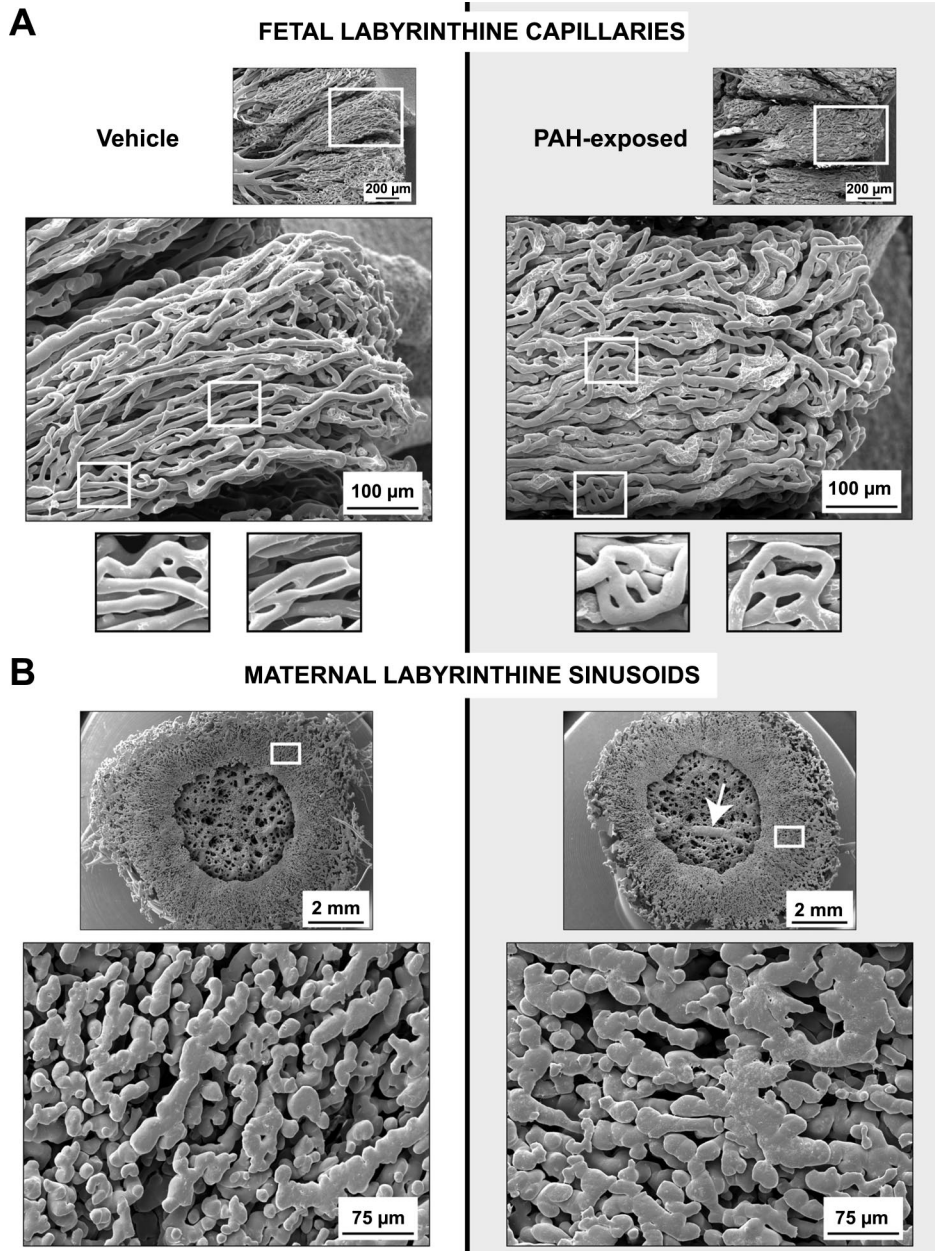 A
FETAL LABYRINTHINE CAPILLARIES
Vehicle
200 µm
PAH-exposed
200 µm
100 µm
100 µm
B
MATERNAL LABYRINTHINE SINUSOIDS
2 mm
2 mm
75 µm
75 µm